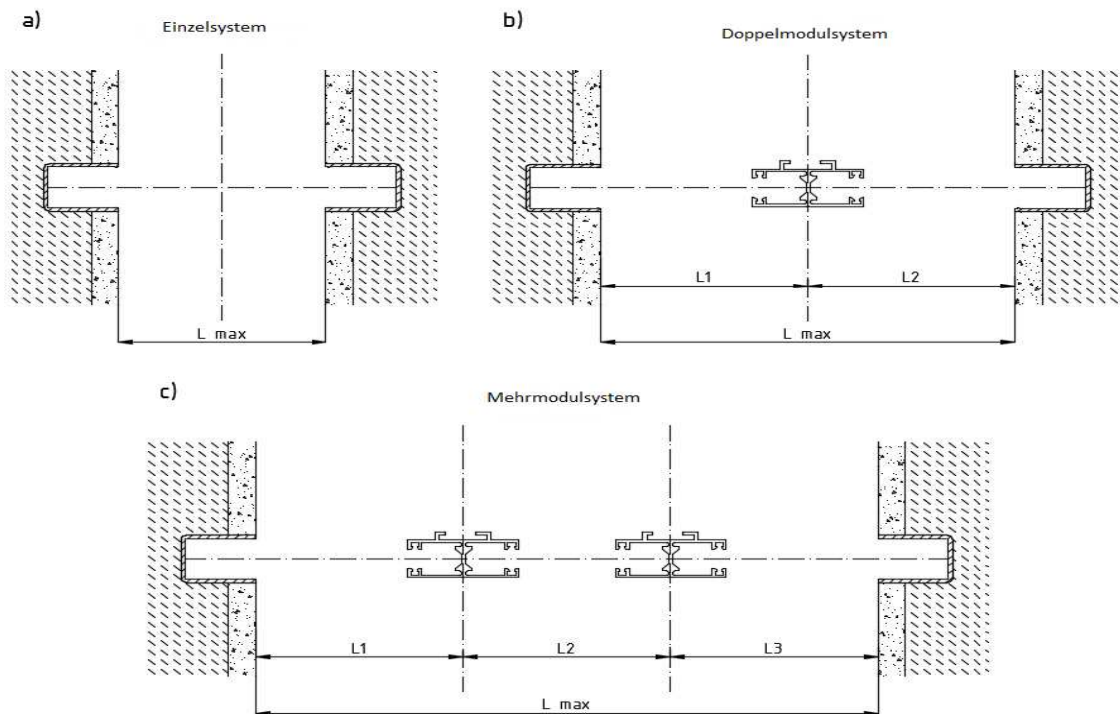 a)
Einzelsystem
b)
Doppelmodulsystem
L max
L1
L2
L max
c)
Mehrmodulsystem
L1
L2
L3
L max